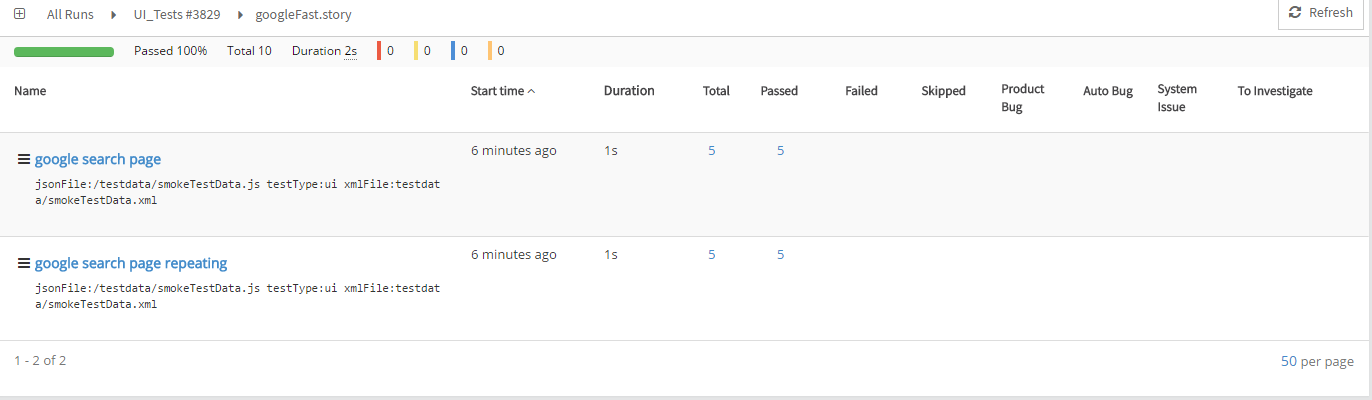 All Runs UI_Tests #3829 googleFast.story Refresh
Passed 100% Total 10 Duration 2s 0 0 0 0
Name Start time Duration Total Passed Failed Skipped Product Bug Auto Bug System Issue To Investigate
google search page 6 minutes ago 1s 5 5
jsonFile:/testdata/smokeTestData.js testType:ui xmlFile:testdat
a/smokeTestData.xml
google search page repeating 6 minutes ago 1s 5 5
jsonFile:/testdata/smokeTestData.js testType:ui xmlFile:testdat
a/smokeTestData.xml
1 - 2 of 2 50 per page